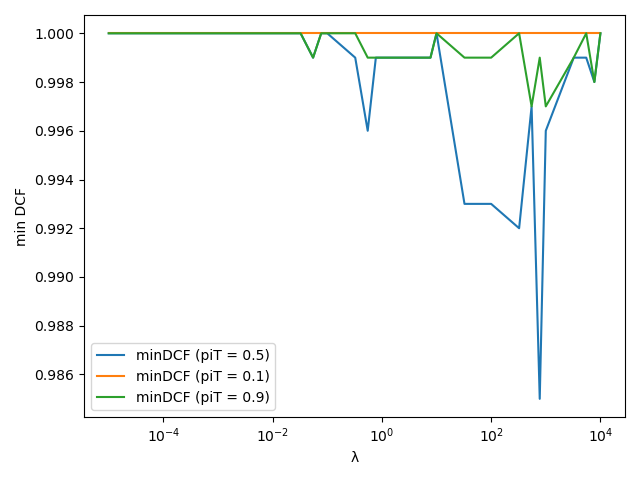 1.000
0.998
0.996
0.994
0.992
0.990
0.988
0.986
min DCF
minDCF (piT = 0.5)
minDCF (piT = 0.1)
minDCF (piT = 0.9)
10⁻⁴ 10⁻² 10⁰ 10² 10⁴
λ